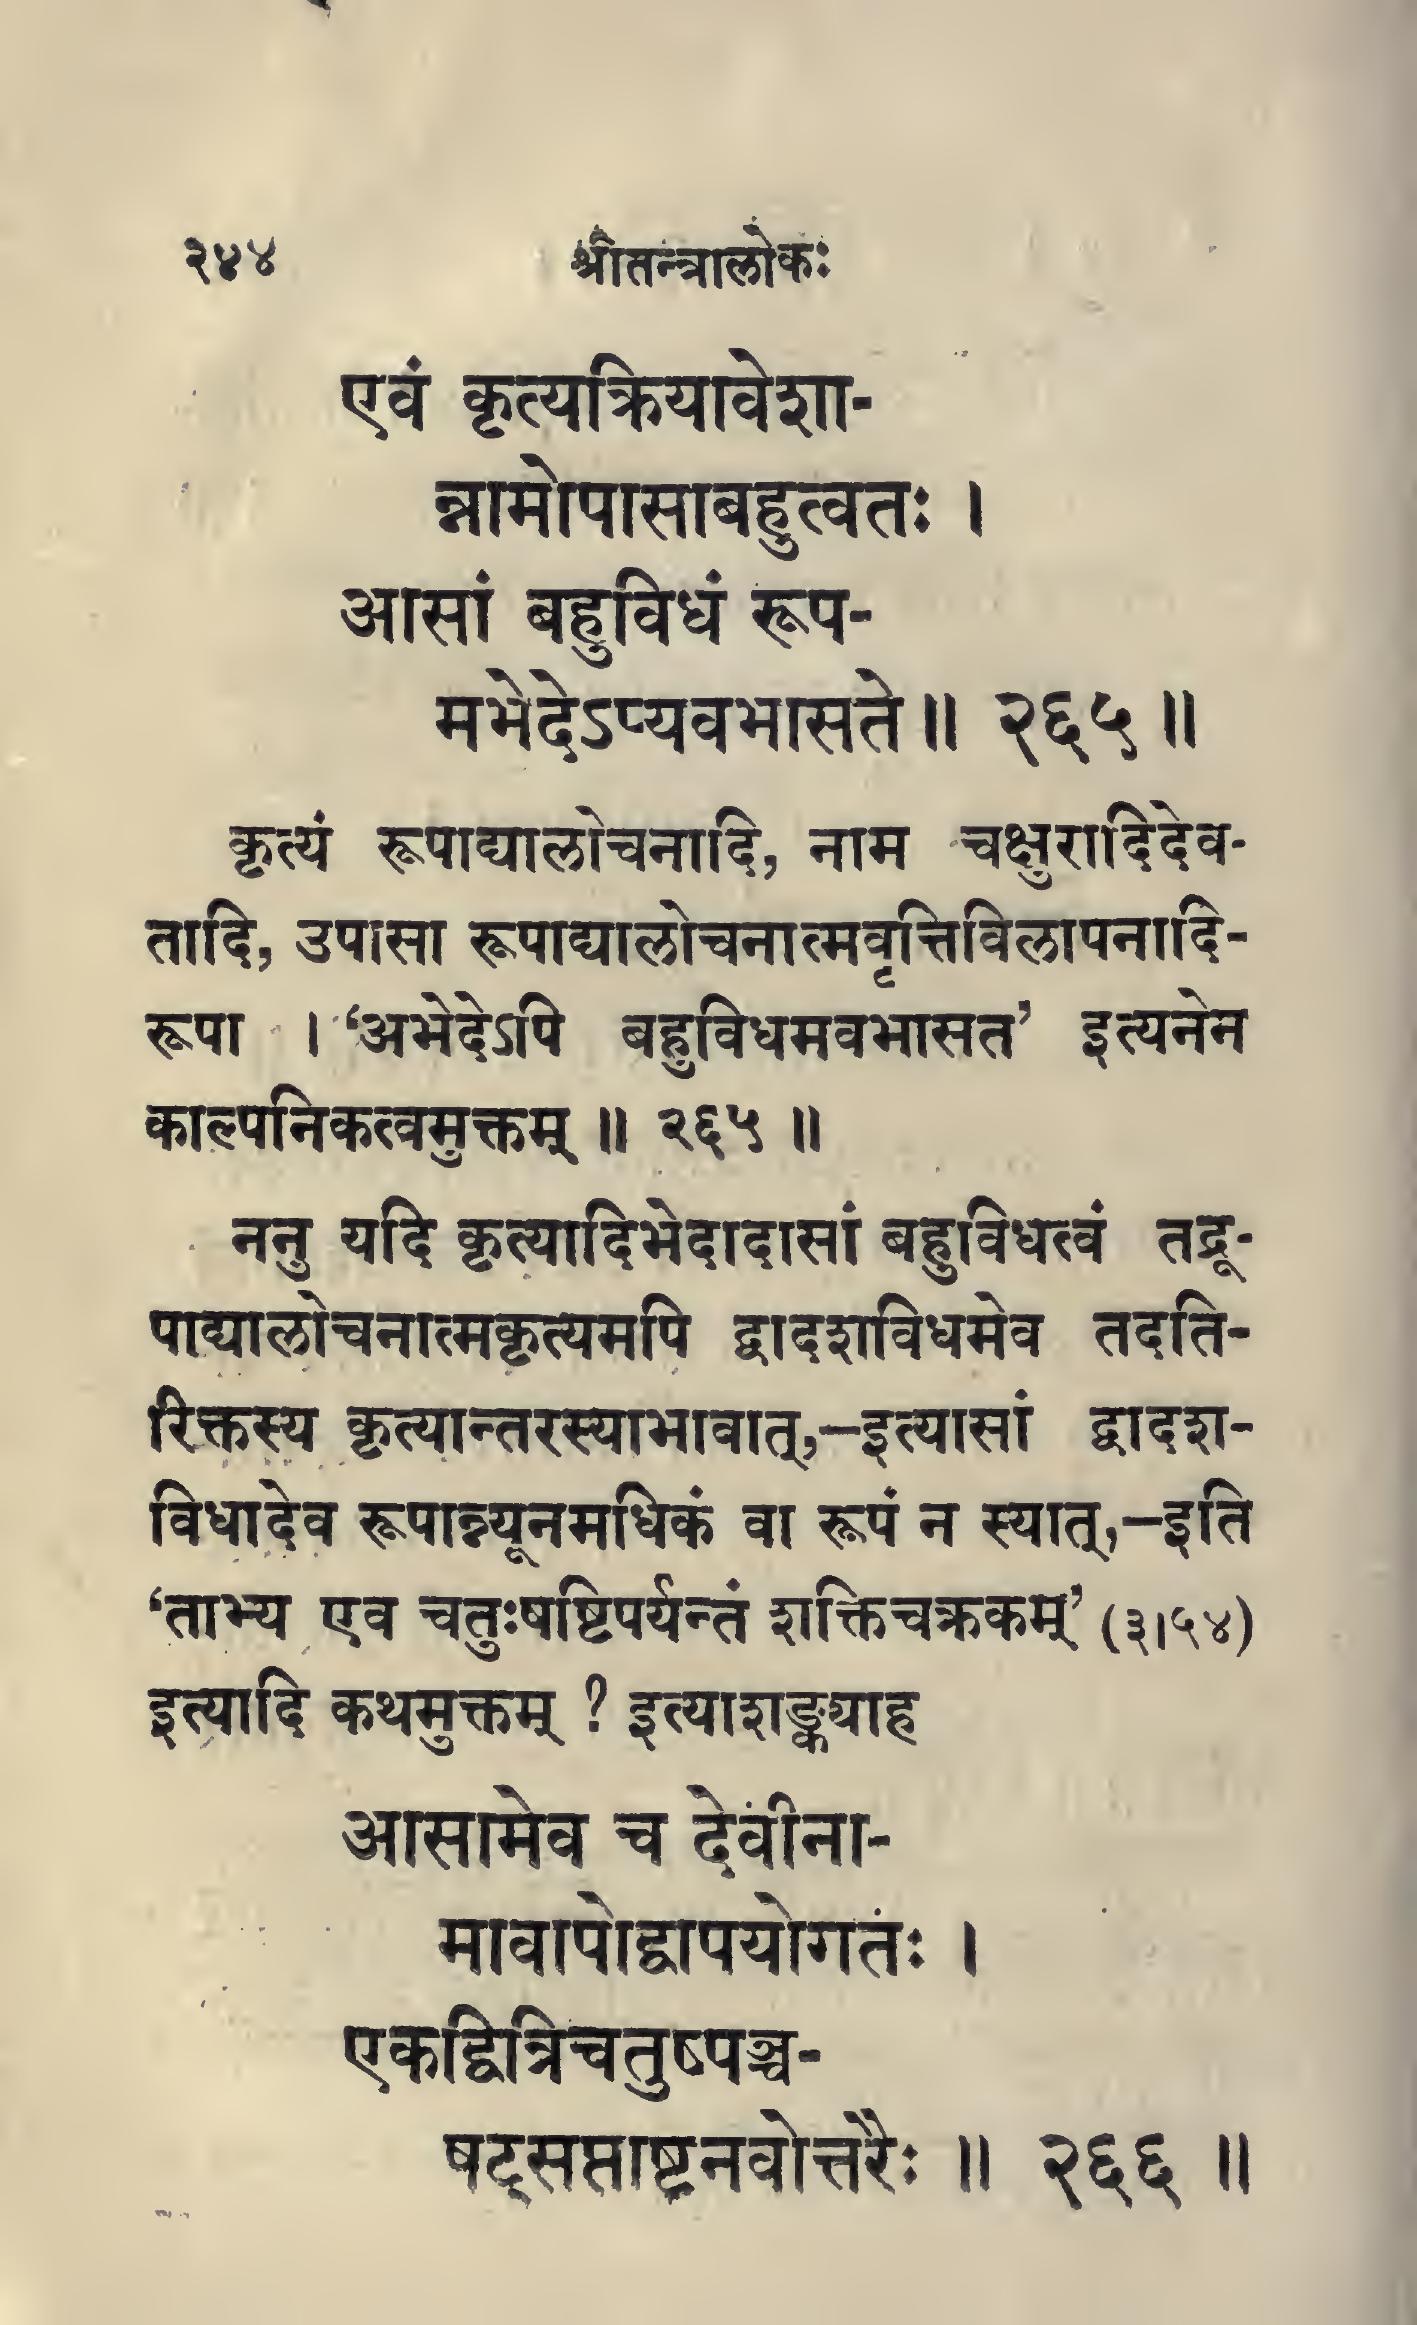 २४४ श्रीतन्त्रालोकः
एवं कृत्यक्रियावेशा-
न्नामोपासाबहुत्वतः ।
आसां बहुविधं रूप-
मभेदेऽप्यवभासते ॥ २६५ ॥
कृत्यं रूपाद्यालोचनादि, नाम चक्षुरादिदेव-
तादि, उपासा रूपाद्यालोचनात्मवृत्तिविलापनादि-
रूपा । ‘अभेदेऽपि बहुविधमवभासत’ इत्यनेन
काल्पनिकत्वमुक्तम् ॥ २६५ ॥
ननु यदि कृत्यादिभेदादासां बहुविधत्वं तद्रू-
पाद्यालोचनात्मकृत्यमपि द्वादशविधमेव तदति-
रिक्तस्य कृत्यान्तरस्याभावात्,—इत्यासां द्वादश-
विधादेव रूपान्न्यूनमधिकं वा रूपं न स्यात्,—इति
‘ताभ्य एव चतुःषष्टिपर्यन्तं शक्तिचक्रकम्’ (३।५४)
इत्यादि कथमुक्तम् ? इत्याशङ्क्याह
आसामेव च देवीना-
मावापोद्वापयोगतः ।
एकद्वित्रिचतुष्पञ्च-
षट्सप्ताष्टनवोत्तरैः ॥ २६६ ॥